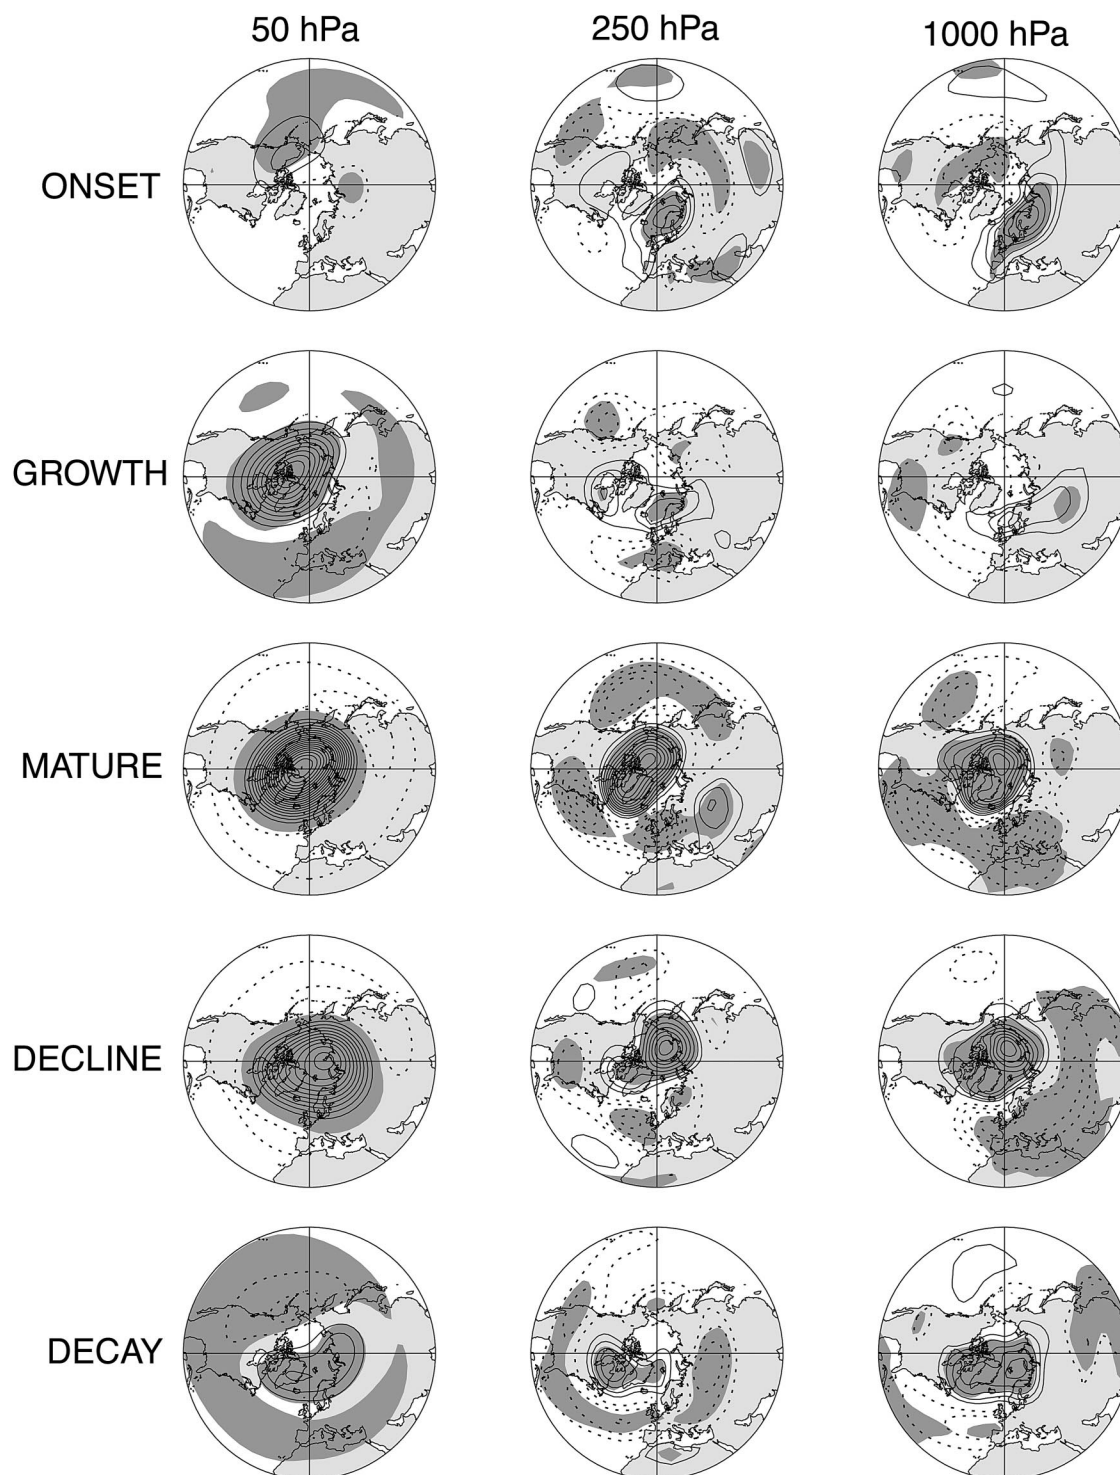 50 hPa 250 hPa 1000 hPa
ONSET
GROWTH
MATURE
DECLINE
DECAY